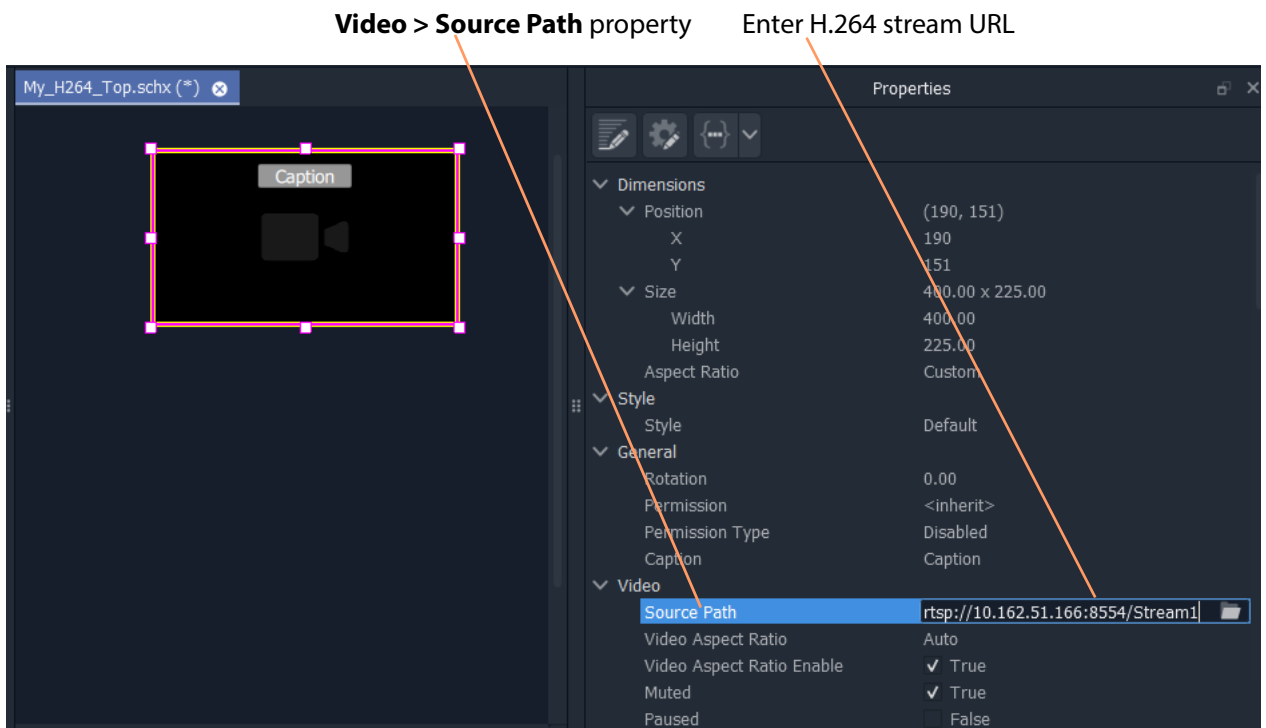 Video > Source Path property Enter H.264 stream URL
My_H264_Top.schx (*)
Caption
Properties
Dimensions
Position (190, 151)
X 190
Y 151
Size 400.00 x 225.00
Width 400.00
Height 225.00
Aspect Ratio Custom
Style
Style Default
General
Rotation 0.00
Permission <inherit>
Permission Type Disabled
Caption Caption
Video
Source Path rtsp://10.162.51.166:8554/Stream1
Video Aspect Ratio Auto
Video Aspect Ratio Enable True
Muted True
Paused False